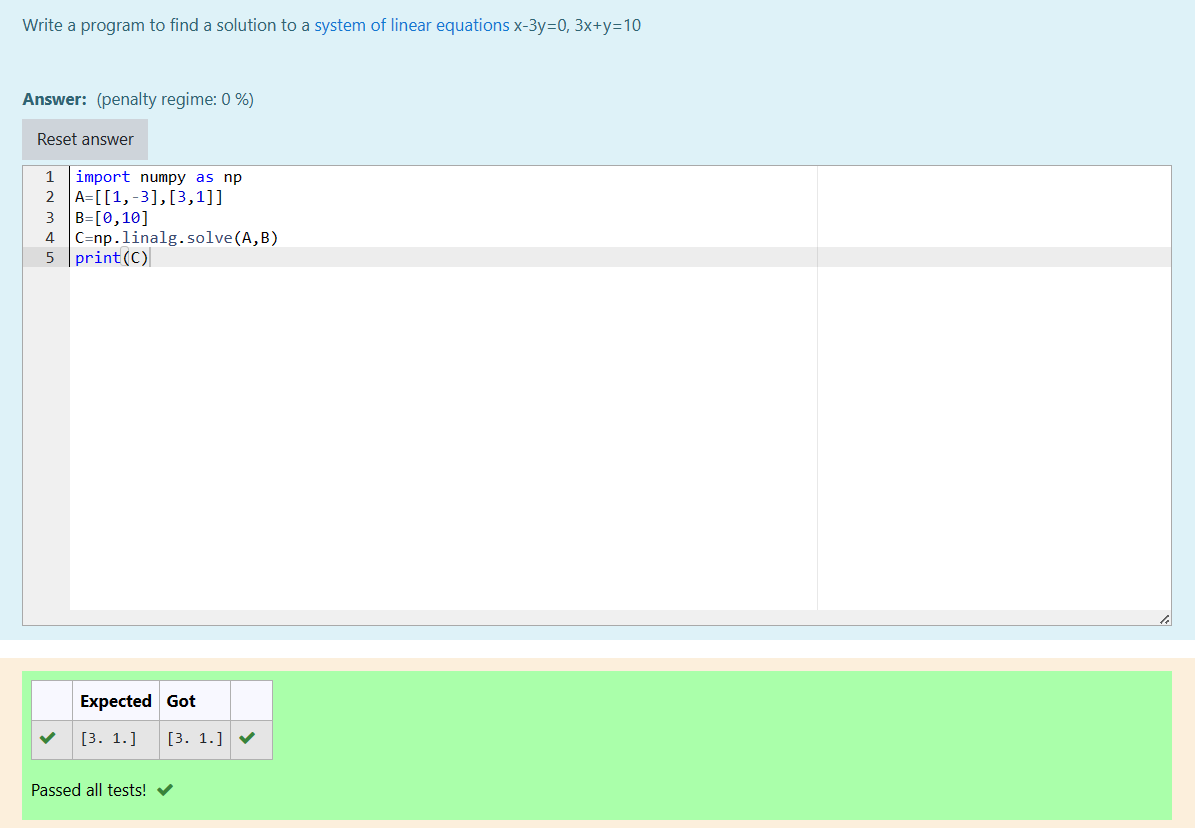 Write a program to find a solution to a system of linear equations x-3y=0, 3x+y=10
Answer: (penalty regime: 0 %)
Reset answer
1 import numpy as np
2 A=[[1,-3],[3,1]]
3 B=[0,10]
4 C=np.linalg.solve(A,B)
5 print(C)
Expected Got
[3. 1.] [3. 1.]
Passed all tests!